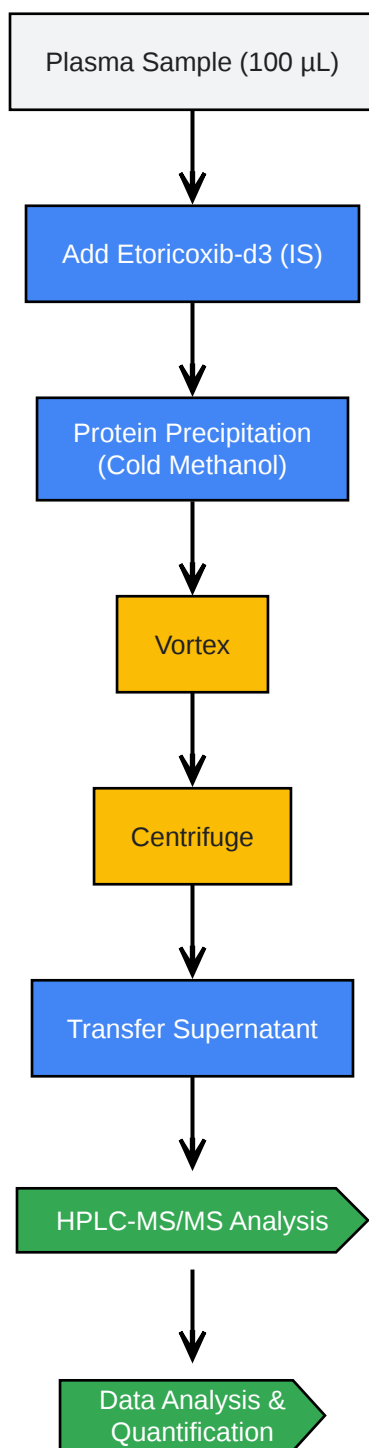 Plasma Sample (100 µL)
Add Etoricoxib-d3 (IS)
Protein Precipitation
(Cold Methanol)
Vortex
Centrifuge
Transfer Supernatant
HPLC-MS/MS Analysis
Data Analysis &
Quantification